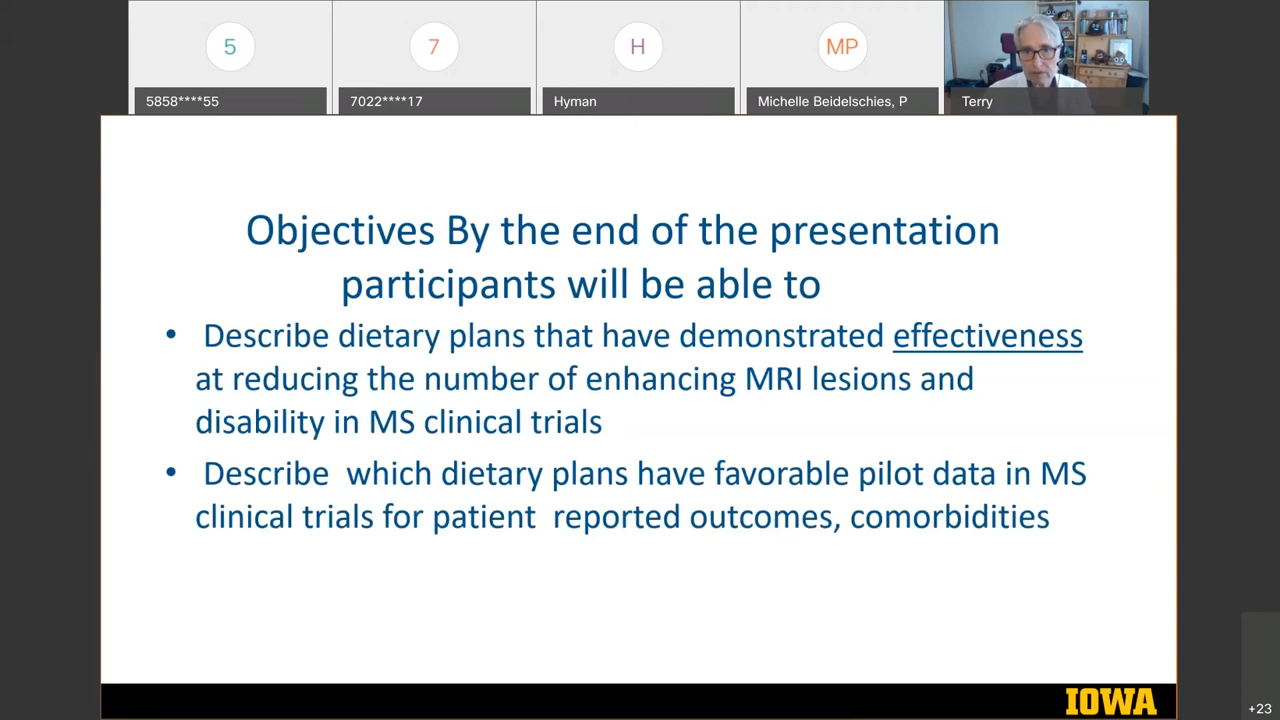 5
7
H
MP
5858****55
7022****17
Hyman
Michelle Beidelschies, P
Terry
Objectives By the end of the presentation
participants will be able to
• Describe dietary plans that have demonstrated effectiveness
at reducing the number of enhancing MRI lesions and
disability in MS clinical trials
• Describe which dietary plans have favorable pilot data in MS
clinical trials for patient reported outcomes, comorbidities
IOWA
+23